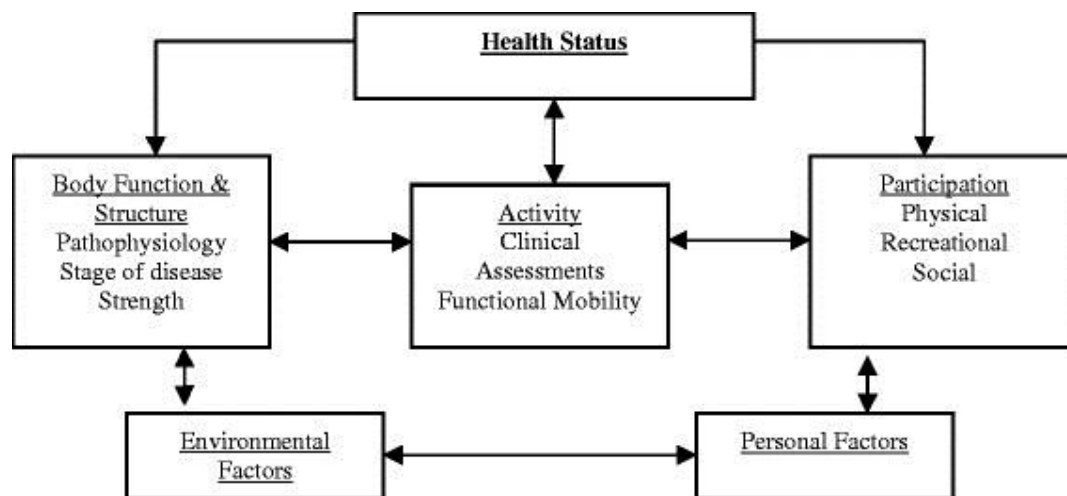 Health Status
Body Function &
Structure
Pathophysiology
Stage of disease
Strength
Activity
Clinical
Assessments
Functional Mobility
Participation
Physical
Recreational
Social
Environmental
Factors
Personal Factors